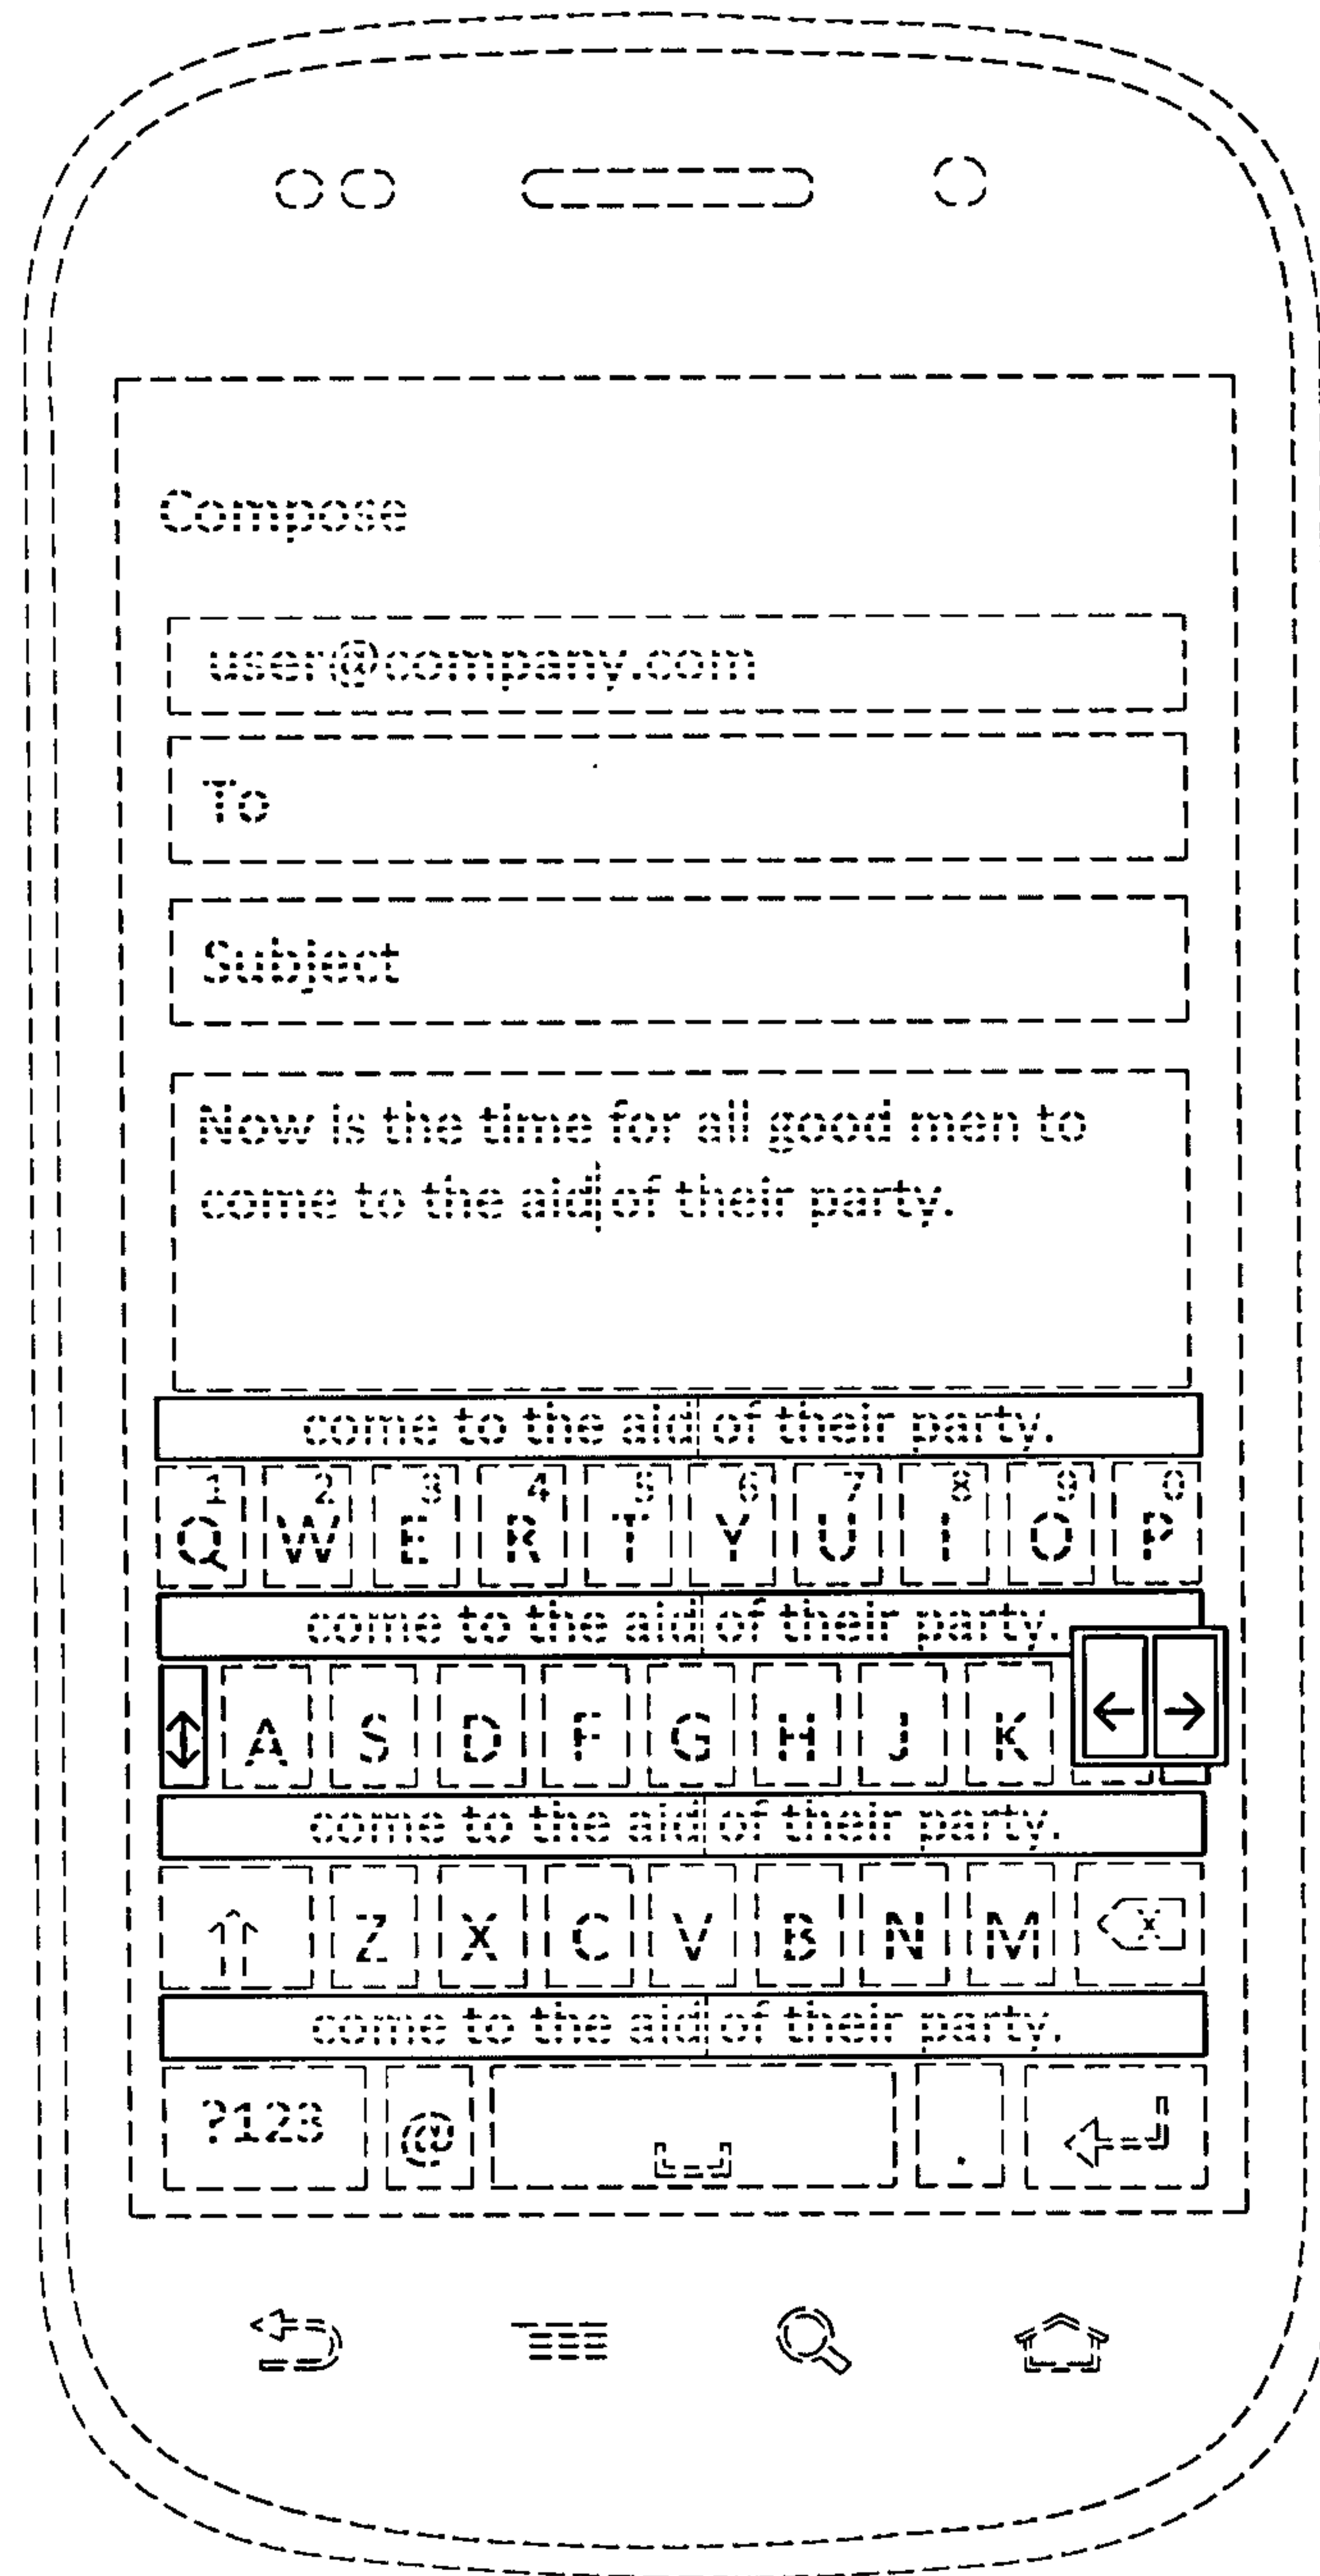 Compose
user@company.com
To
Subject
Now is the time for all good men to
come to the aid of their party.
come to the aid of their party.
1 2 3 4 5 6 7 8 9 0
Q W E R T Y U I O P
come to the aid of their party.
A S D F G H J K
come to the aid of their party.
Z X C V B N M X
come to the aid of their party.
?123 @ .